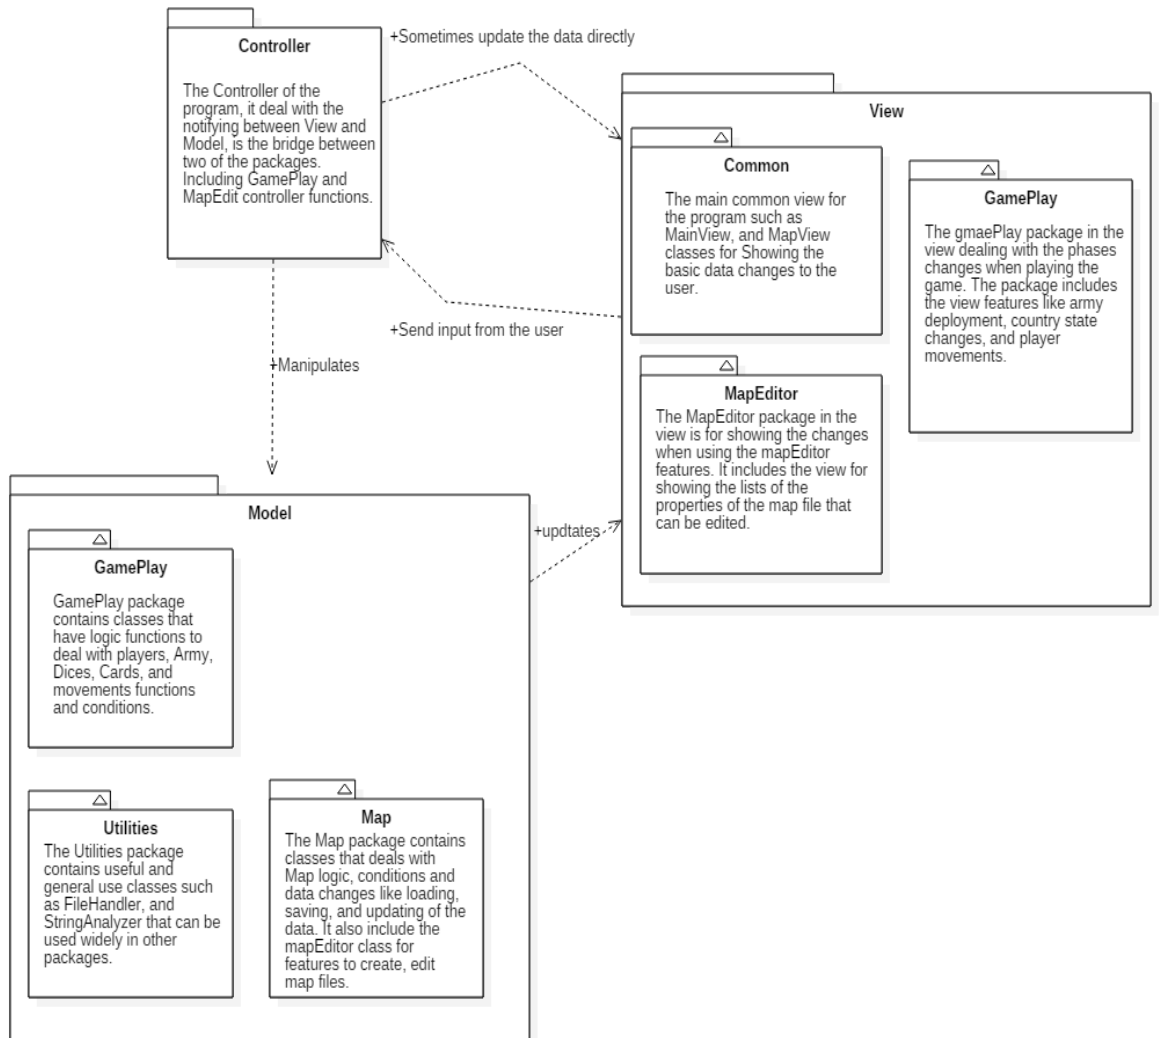 Controller
The Controller of the
program, it deal with the
notifying between View and
Model, is the bridge between
two of the packages.
Including GamePlay and
MapEdit controller functions.
+Sometimes update the data directly
+Send input from the user
+Manipulates
View
Common
The main common view for
the program such as
MainView, and MapView
classes for Showing the
basic data changes to the
user.
GamePlay
The gmaePlay package in the
view dealing with the phases
changes when playing the
game. The package includes
the view features like army
deployment, country state
changes, and player
movements.
MapEditor
The MapEditor package in the
view is for showing the changes
when using the mapEditor
features. It includes the view for
showing the lists of the
properties of the map file that
can be edited.
+updtates
Model
GamePlay
GamePlay package
contains classes that
have logic functions to
deal with players, Army,
Dices, Cards, and
movements functions
and conditions.
Utilities
The Utilities package
contains useful and
general use classes such
as FileHandler, and
StringAnalyzer that can be
used widely in other
packages.
Map
The Map package contains
classes that deals with
Map logic, conditions and
data changes like loading,
saving, and updating of the
data. It also include the
mapEditor class for
features to create, edit
map files.